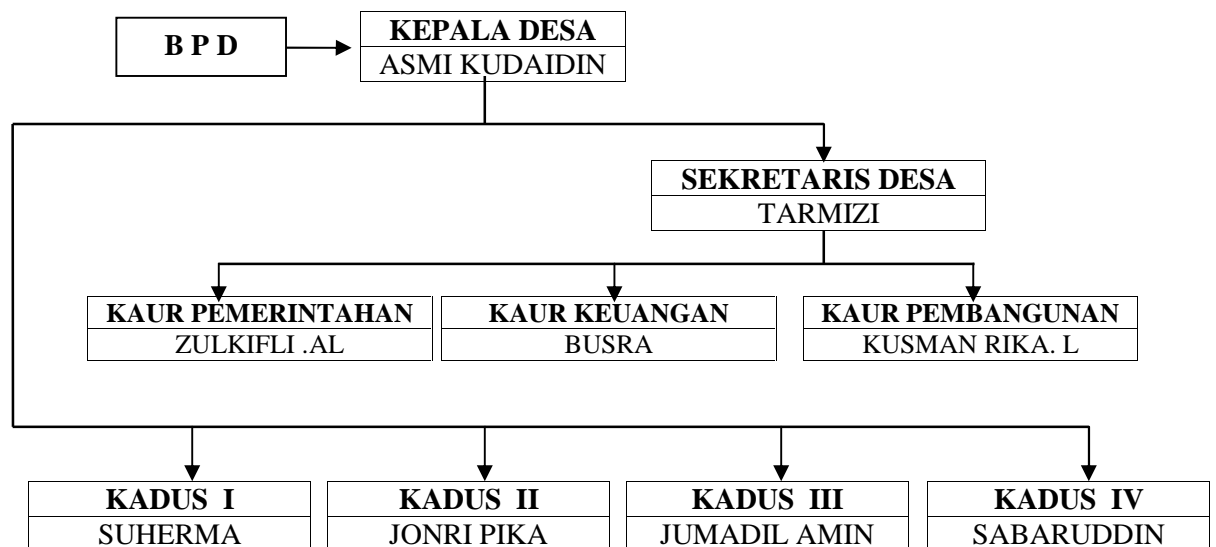 B P D
KEPALA DESA
ASMI KUDAIDIN
SEKRETARIS DESA
TARMIZI
KAUR PEMERINTAHAN
ZULKIFLI .AL
KAUR KEUANGAN
BUSRA
KAUR PEMBANGUNAN
KUSMAN RIKA. L
KADUS I
SUHERMA
KADUS II
JONRI PIKA
KADUS III
JUMADIL AMIN
KADUS IV
SABARUDDIN